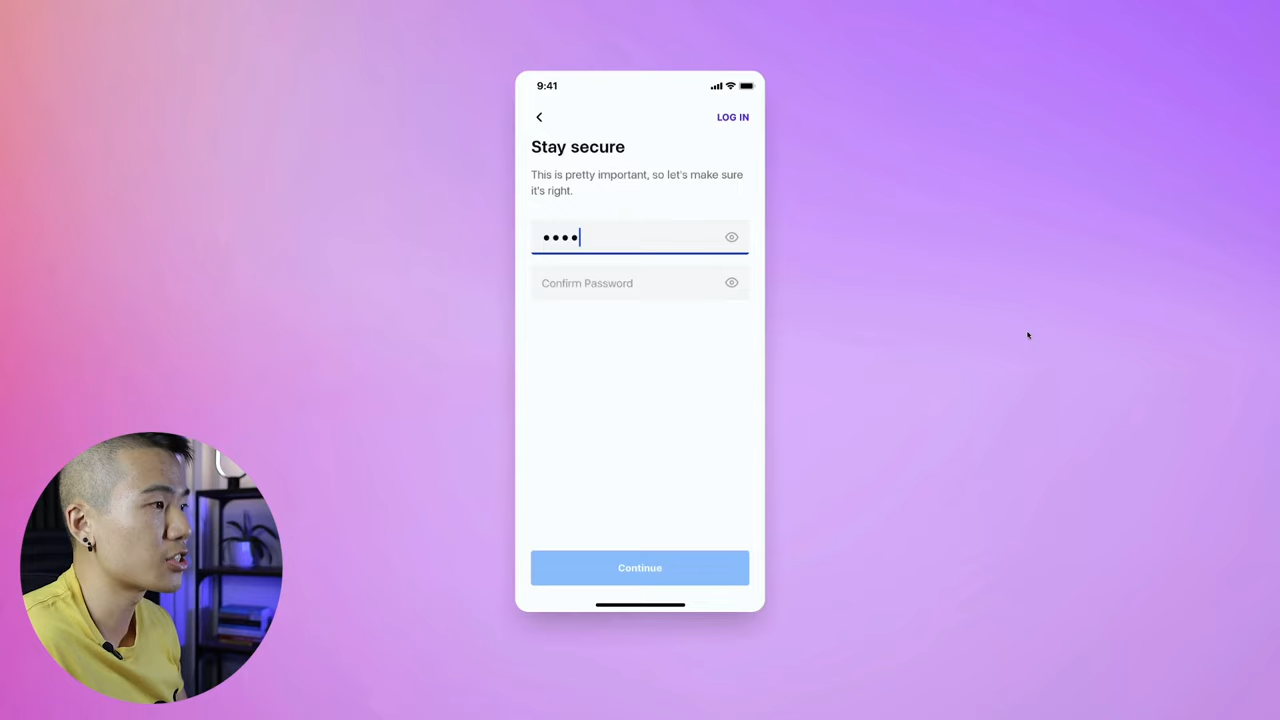 9:41
LOG IN
Stay secure
This is pretty important, so let's make sure
it's right.
••••
Confirm Password
Continue